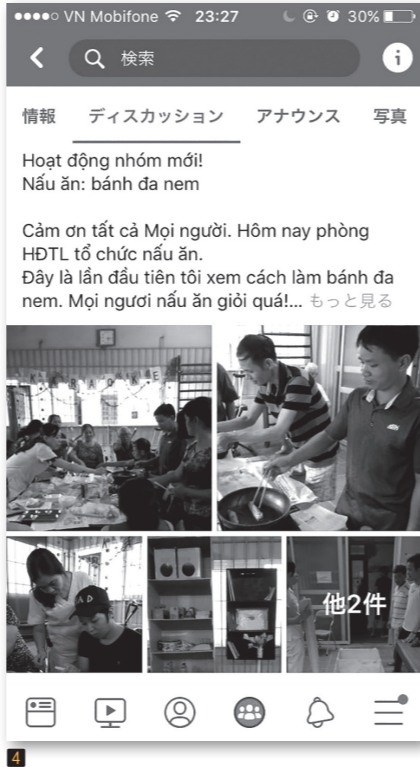 VN Mobifone 23:27 30%
検索
情報 ディスカッション アナウンス 写真
Hoạt động nhóm mới!
Nấu ăn: bánh đa nem
Cảm ơn tất cả Mọi người. Hôm nay phòng
HĐTL tổ chức nấu ăn.
Đây là lần đầu tiên tôi xem cách làm bánh đa
nem. Mọi ngươi nấu ăn giỏi quá!... もっと見る
KARAOKE
他2件
4